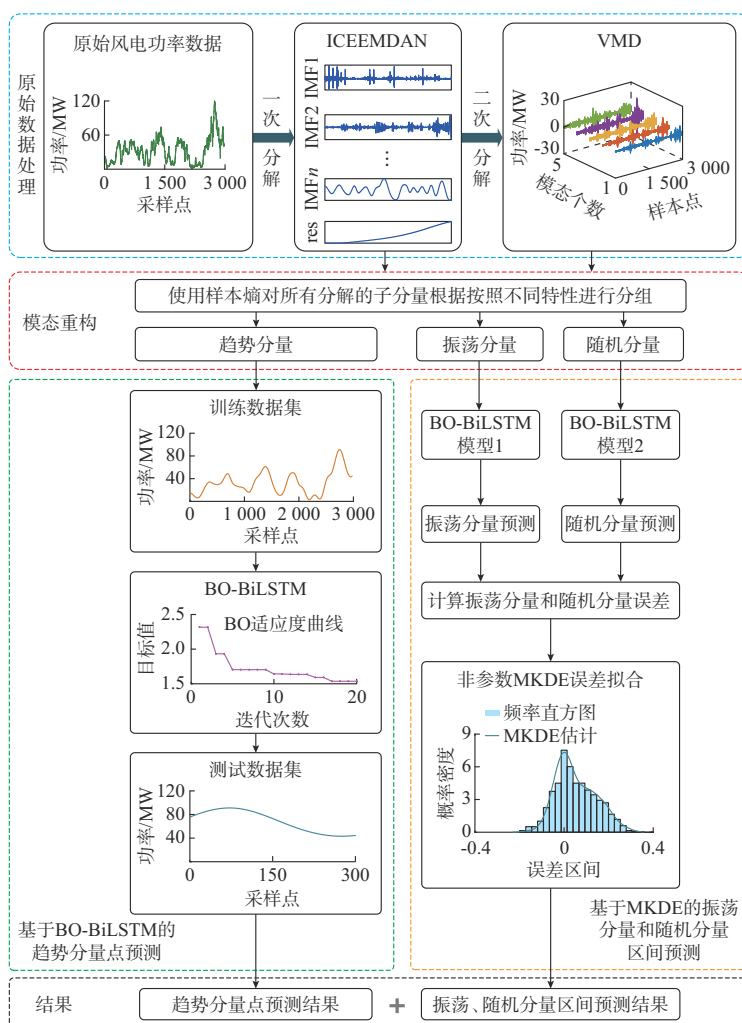 原始数据处理
原始风电功率数据
功率/MW
120
60
0
1 500
3 000
采样点
一次分解
ICEEMDAN
IMF1
IMF2
⋮
IMFn
res
二次分解
VMD
功率/MW
30
0
-30
5
1
0
1 500
3 000
模态个数
样本点
模态重构
使用样本熵对所有分解的子分量根据按照不同特性进行分组
趋势分量
振荡分量
随机分量
训练数据集
功率/MW
120
80
40
0
1 000
2 000
3 000
采样点
BO-BiLSTM
BO适应度曲线
目标值
2.5
2.0
1.5
0
10
20
迭代次数
测试数据集
功率/MW
120
80
40
0
150
300
采样点
基于BO-BiLSTM的
趋势分量点预测
BO-BiLSTM
模型1
BO-BiLSTM
模型2
振荡分量预测
随机分量预测
计算振荡分量和随机分量误差
非参数MKDE误差拟合
频率直方图
MKDE估计
概率密度
9
6
3
0
-0.4
0
0.4
误差区间
基于MKDE的振荡
分量和随机分量
区间预测
结果
趋势分量点预测结果
+
振荡、随机分量区间预测结果